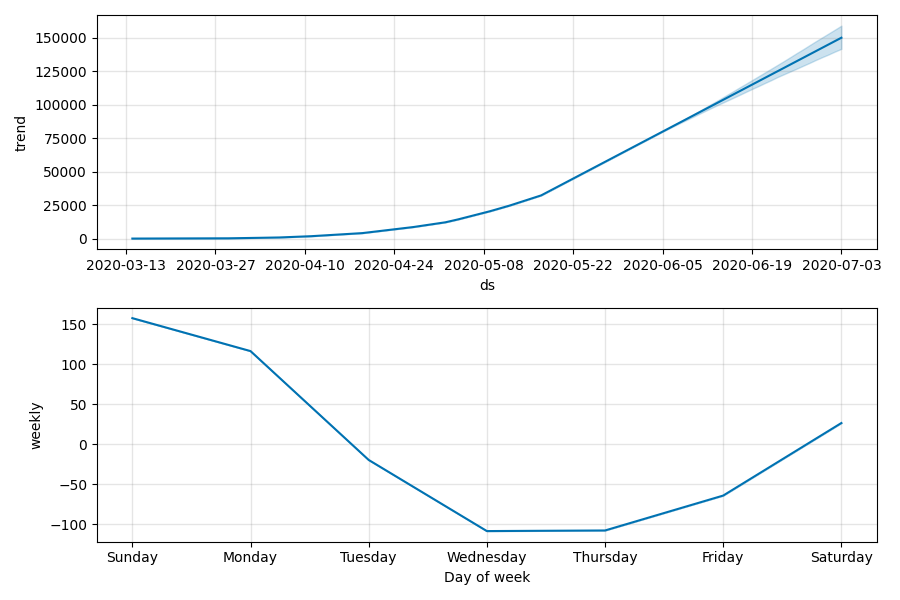 150000
125000
100000
75000
50000
25000
0
trend
2020-03-13 2020-03-27 2020-04-10 2020-04-24 2020-05-08 2020-05-22 2020-06-05 2020-06-19 2020-07-03
ds
150
100
50
0
−50
−100
weekly
Sunday Monday Tuesday Wednesday Thursday Friday Saturday
Day of week